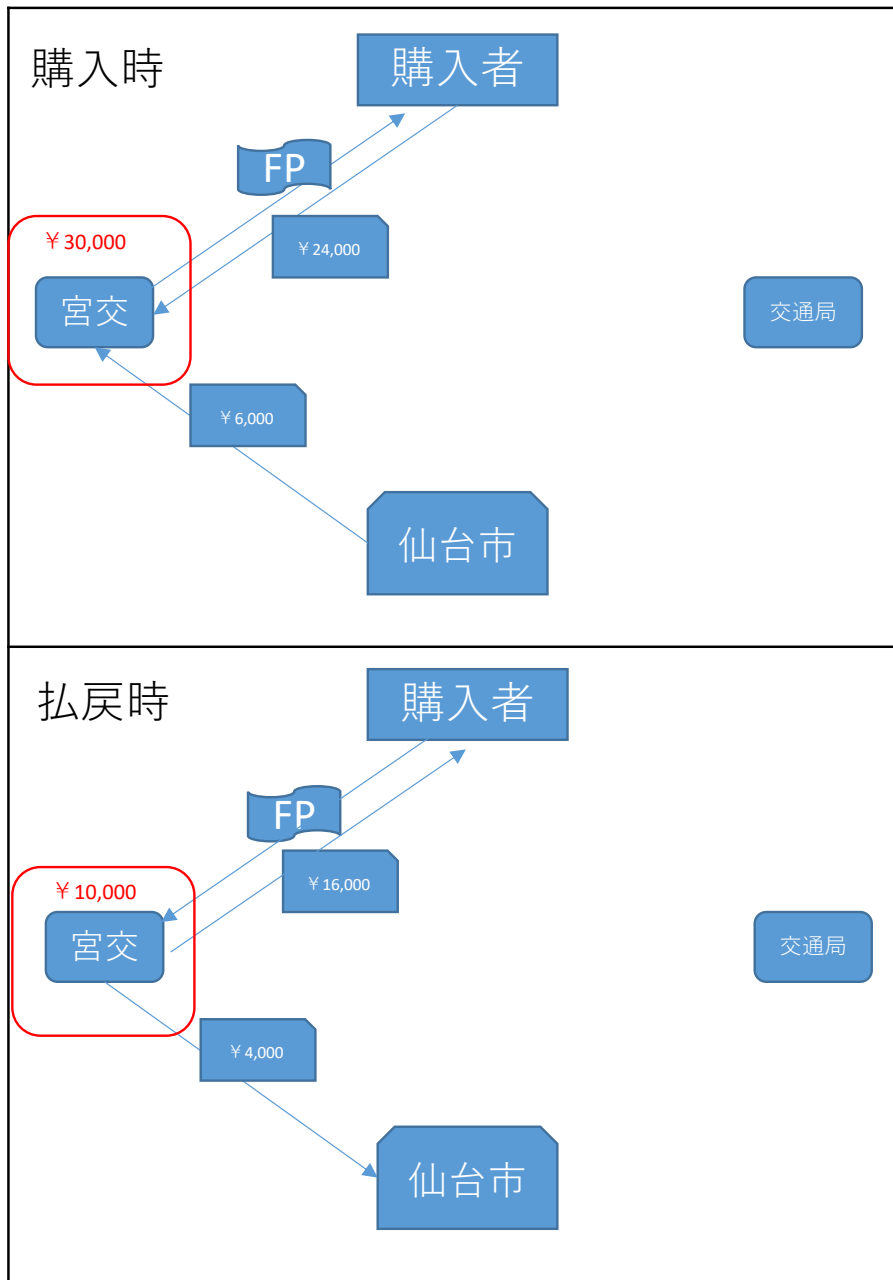 購入時
購入者
FP
￥30,000
￥24,000
宮交
交通局
￥6,000
仙台市
払戻時
購入者
FP
￥10,000
￥16,000
宮交
交通局
￥4,000
仙台市